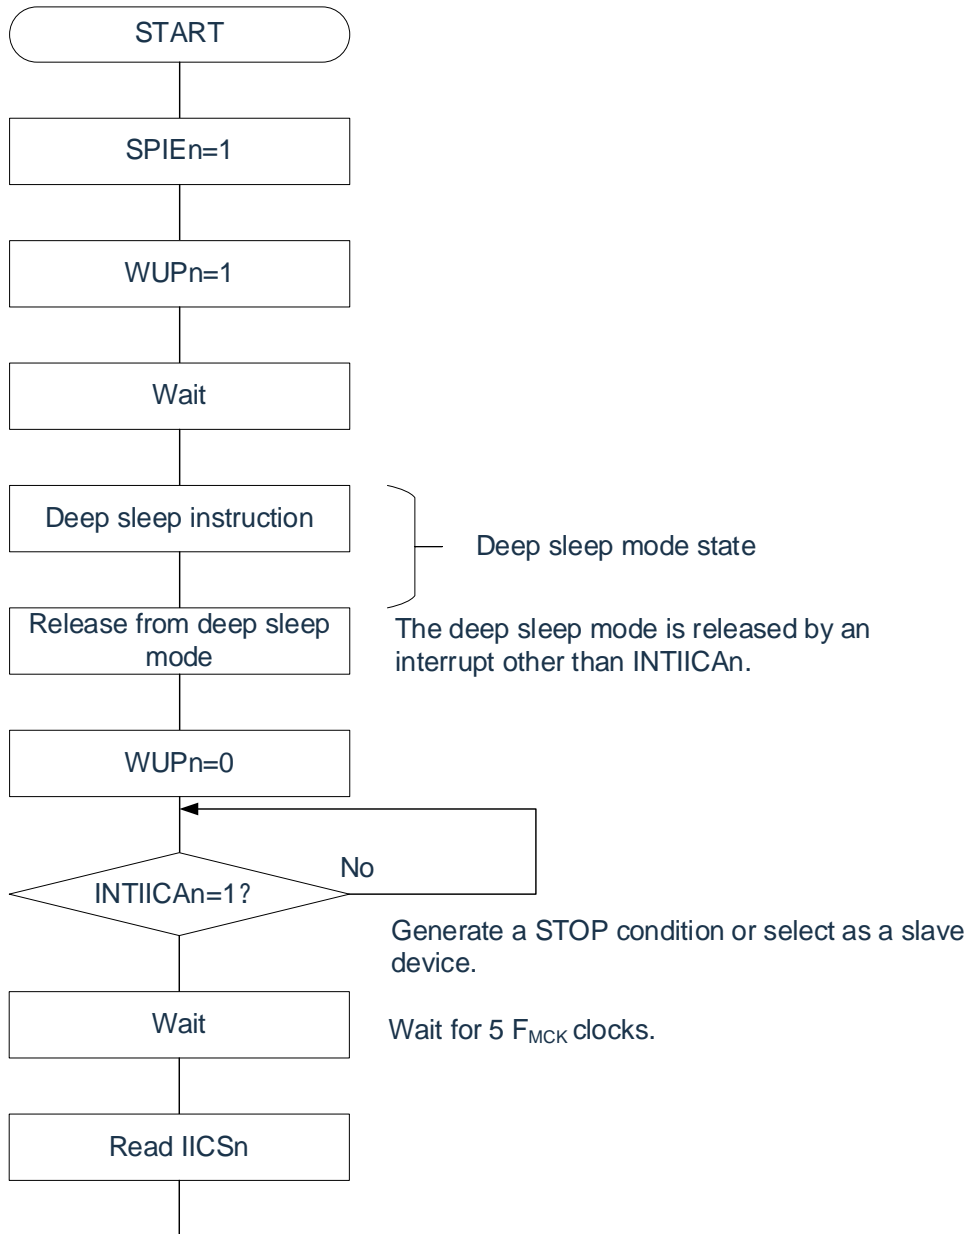 START
SPIEn=1
WUPn=1
Wait
Deep sleep instruction
Deep sleep mode state
Release from deep sleep
mode
The deep sleep mode is released by an
interrupt other than INTIICAn.
WUPn=0
INTIICAn=1?
No
Generate a STOP condition or select as a slave
device.
Wait
Wait for 5 FMCK clocks.
Read IICSn